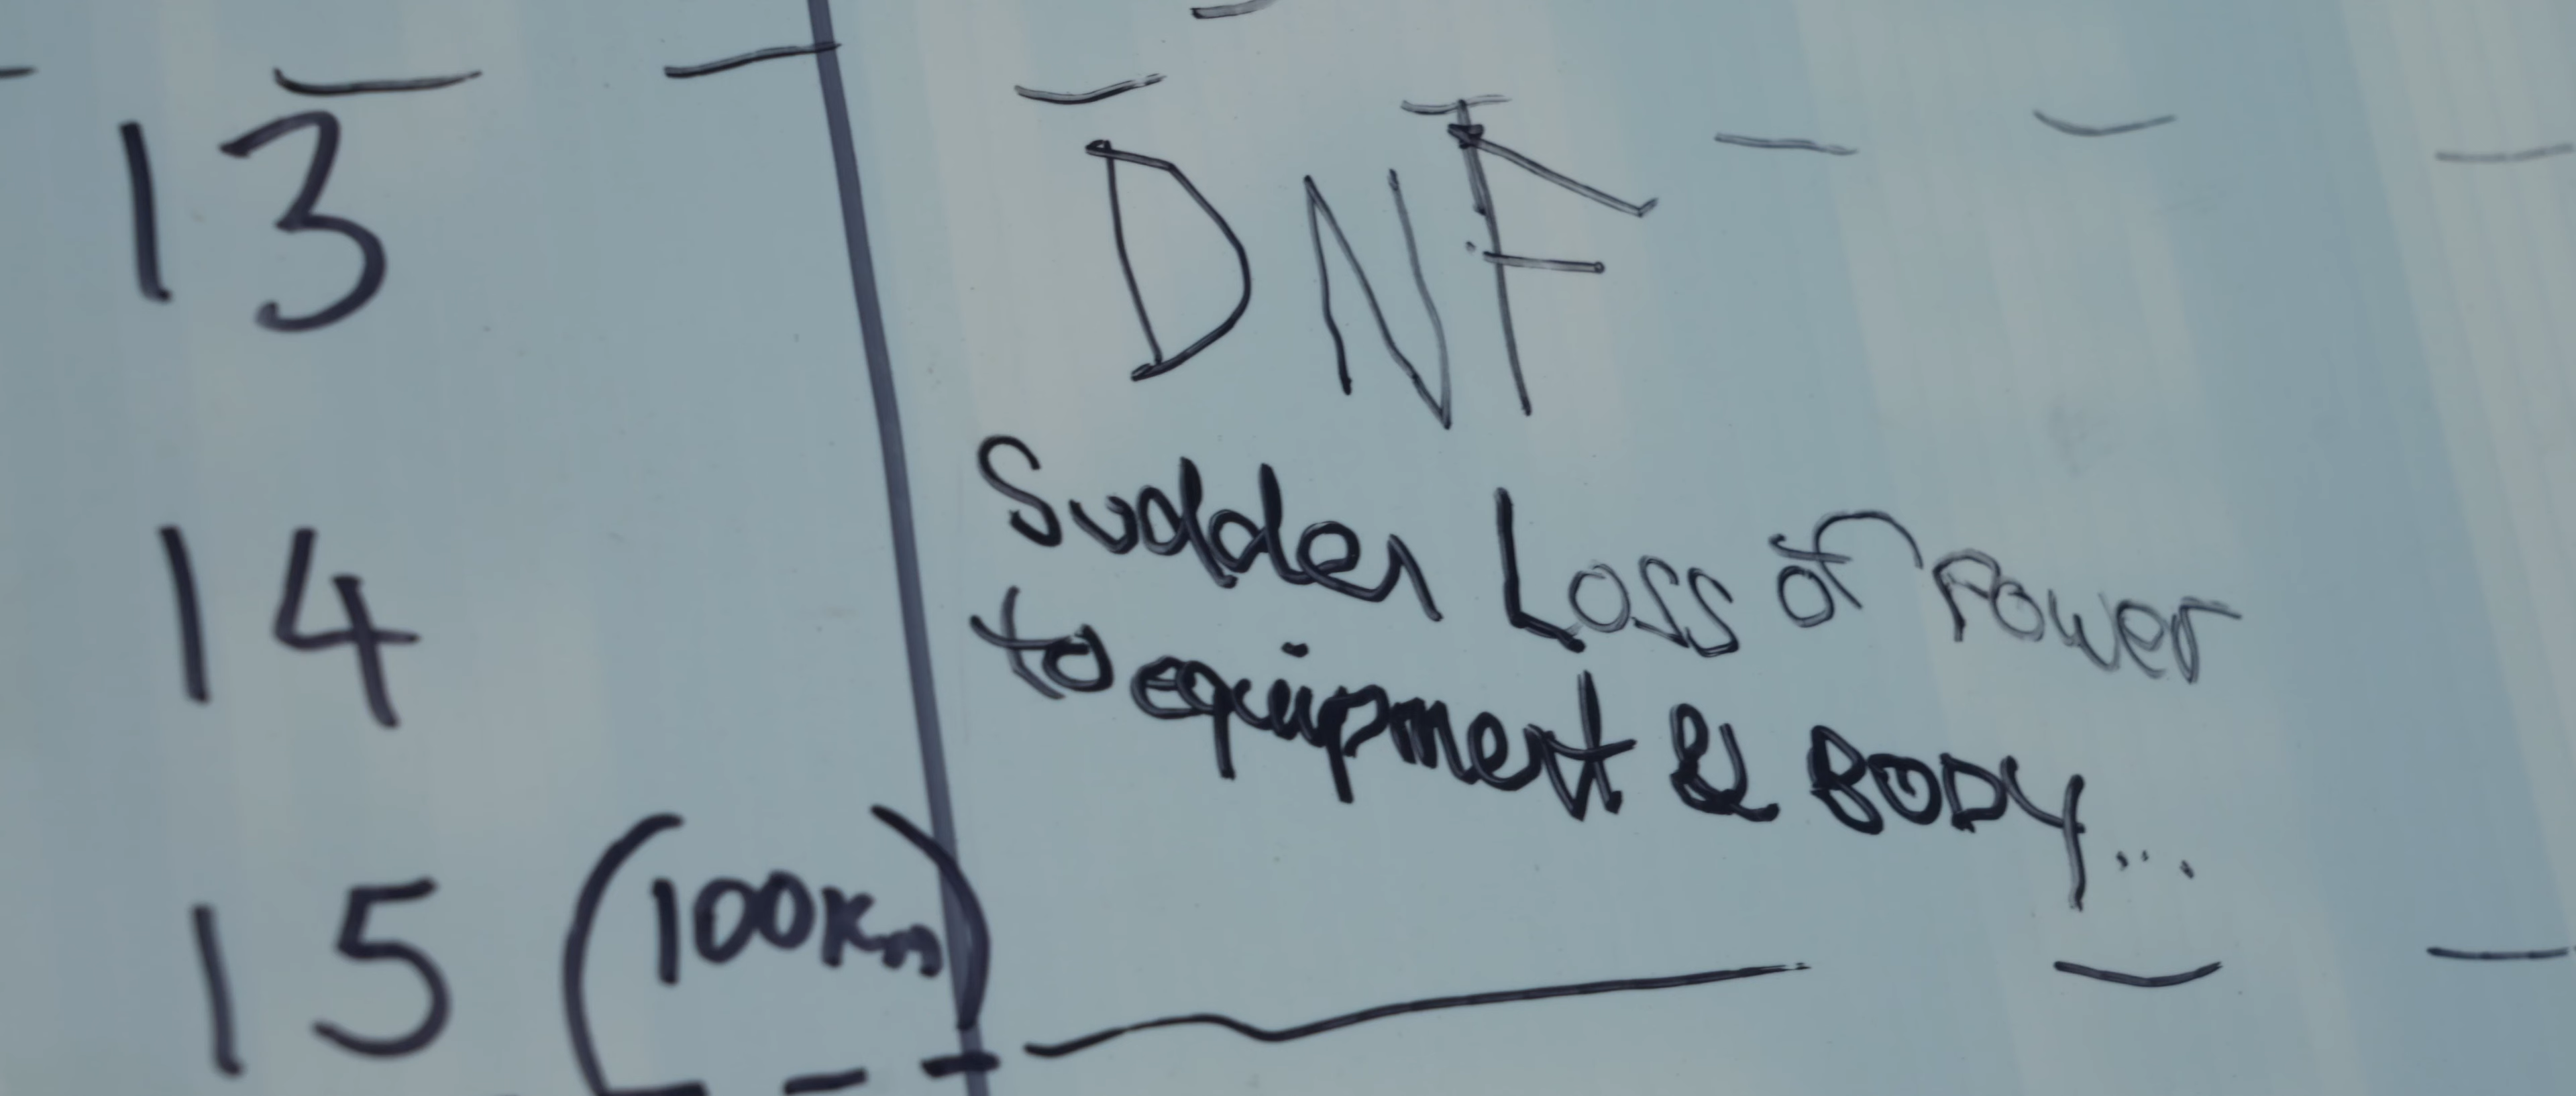 13
DNF
14
Sudden Loss of Power
to equipment & BODY...
15 (100Km)